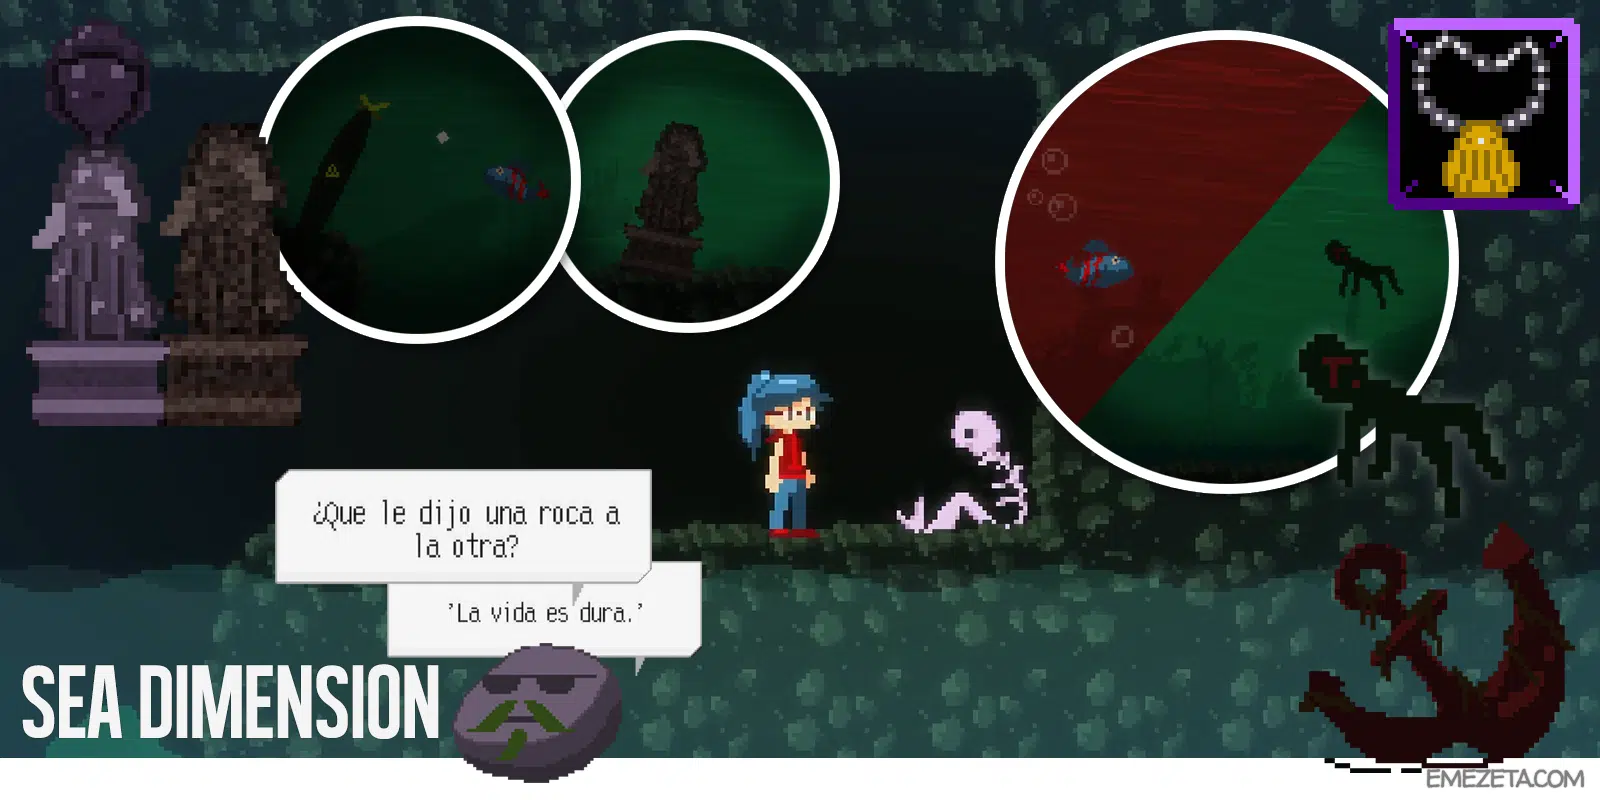 ¿Que le dijo una roca a
la otra?
'La vida es dura.'
SEA DIMENSION
EMEZETA.COM